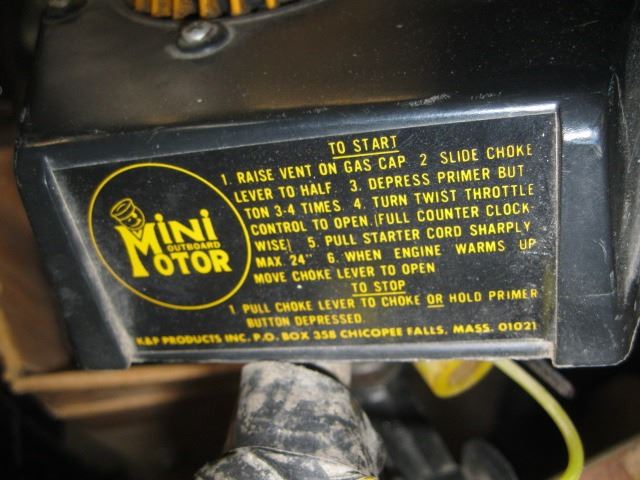 MiNi
OUTBOARD
MOTOR
TO START
1. RAISE VENT ON GAS CAP. 2 SLIDE CHOKE
LEVER TO HALF. 3. DEPRESS PRIMER BUT
TON 3-4 TIMES. 4. TURN TWIST THROTTLE
CONTROL TO OPEN. (FULL COUNTER CLOCK
WISE) 5. PULL STARTER CORD SHARPLY
MAX. 24" 6. WHEN ENGINE WARMS UP
MOVE CHOKE LEVER TO OPEN
TO STOP
1. PULL CHOKE LEVER TO CHOKE OR HOLD PRIMER
BUTTON DEPRESSED.
K&P PRODUCTS INC. P.O. BOX 358 CHICOPEE FALLS, MASS. 01021